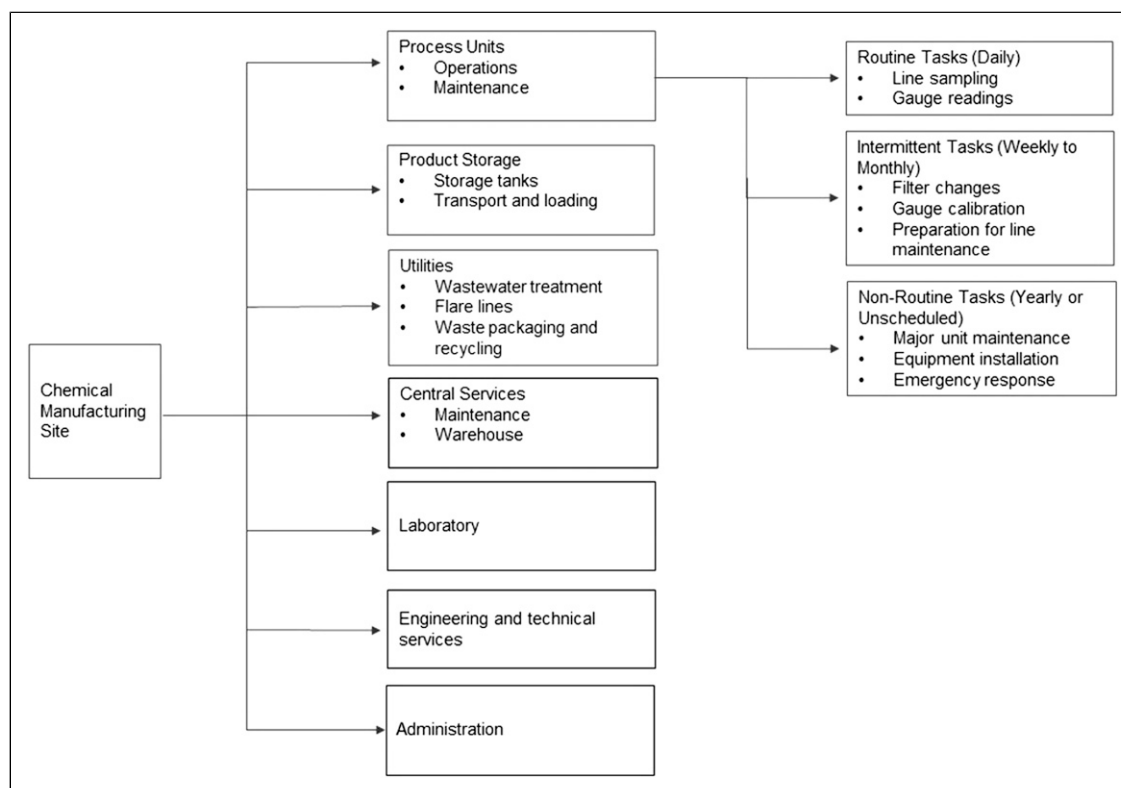 Chemical
Manufacturing
Site
Process Units
• Operations
• Maintenance
Product Storage
• Storage tanks
• Transport and loading
Utilities
• Wastewater treatment
• Flare lines
• Waste packaging and
recycling
Central Services
• Maintenance
• Warehouse
Laboratory
Engineering and technical
services
Administration
Routine Tasks (Daily)
• Line sampling
• Gauge readings
Intermittent Tasks (Weekly to
Monthly)
• Filter changes
• Gauge calibration
• Preparation for line
maintenance
Non-Routine Tasks (Yearly or
Unscheduled)
• Major unit maintenance
• Equipment installation
• Emergency response